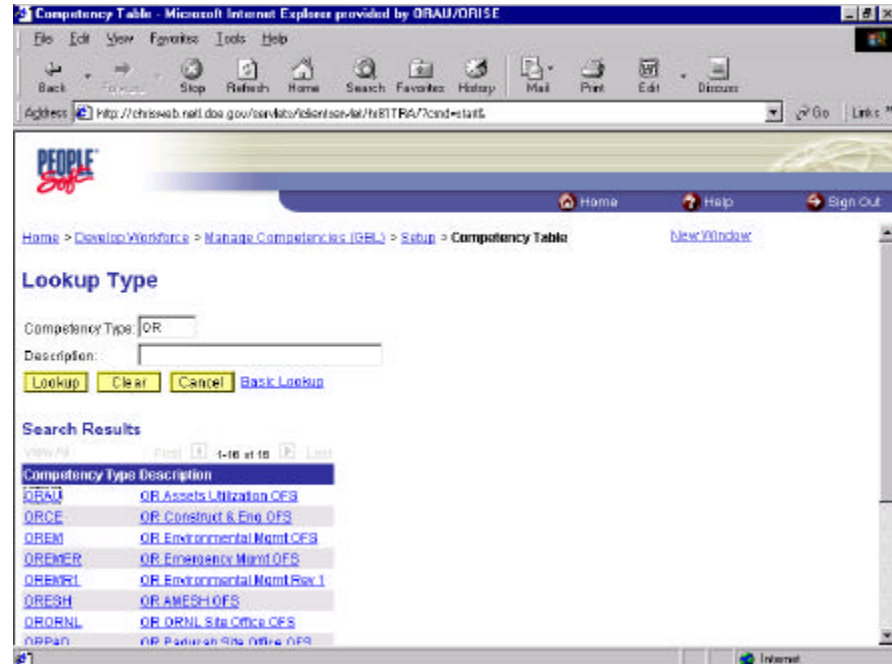 Competency Table - Microsoft Internet Explorer provided by ORAU/ORISE
File Edit View Favorites Tools Help
Back Stop Refresh Home Search Favorites History Mail Print Edit Discuss
Address Go Links »
PEOPLE
Soft
Home Help Sign Out
Home > Develop Workforce > Manage Competencies (GBL) > Setup > Competency Table New Window
Lookup Type
Competency Type: OR
Description:
Lookup Clear Cancel Basic Lookup
Search Results
View All First 1-16 of 16 Last
Competency Type Description
ORAU OR Assets Utilization OFS
ORCE OR Construct & Eng OFS
OREM OR Environmental Mgmt OFS
OREMER OR Emergency Mgmt OFS
OREMR1 OR Environmental Mgmt Rev 1
ORESH OR AMESH OFS
ORORNL OR ORNL Site Office OFS
ORPAD OR Paducah Site Office OFS
Internet